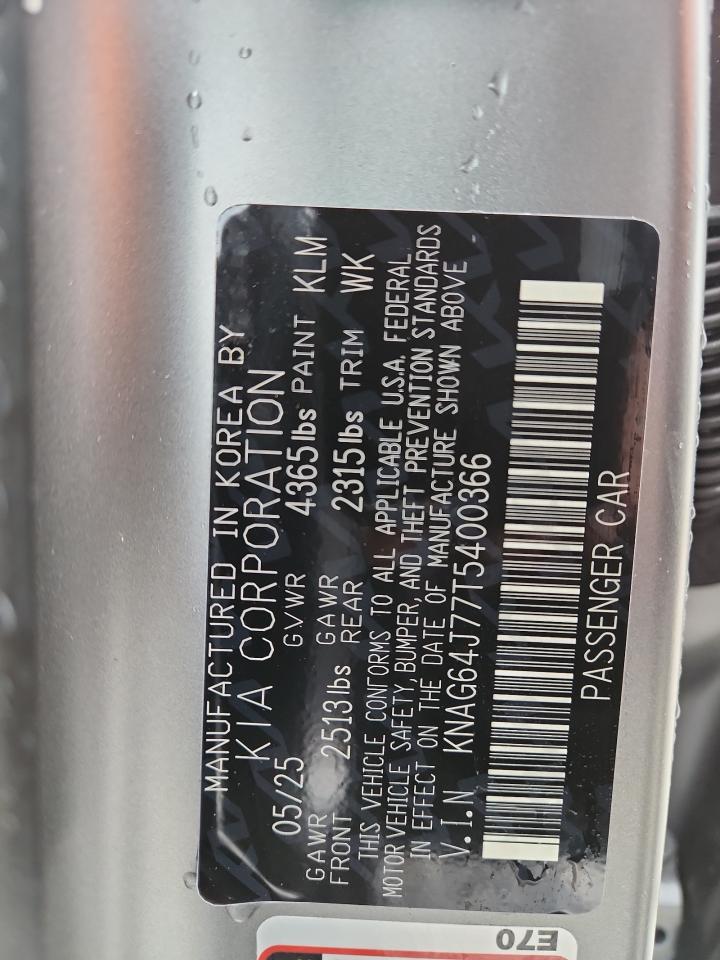 MANUFACTURED IN KOREA BY
KIA CORPORATION
05/25 GVWR 4365lbs PAINT KLM
GAWR FRONT 2513lbs GAWR REAR 2315lbs TRIM WK
THIS VEHICLE CONFORMS TO ALL APPLICABLE U.S.A. FEDERAL
MOTOR VEHICLE SAFETY, BUMPER, AND THEFT PREVENTION STANDARDS
IN EFFECT ON THE DATE OF MANUFACTURE SHOWN ABOVE
V.I.N KNAG64J77T5400366
PASSENGER CAR
E70